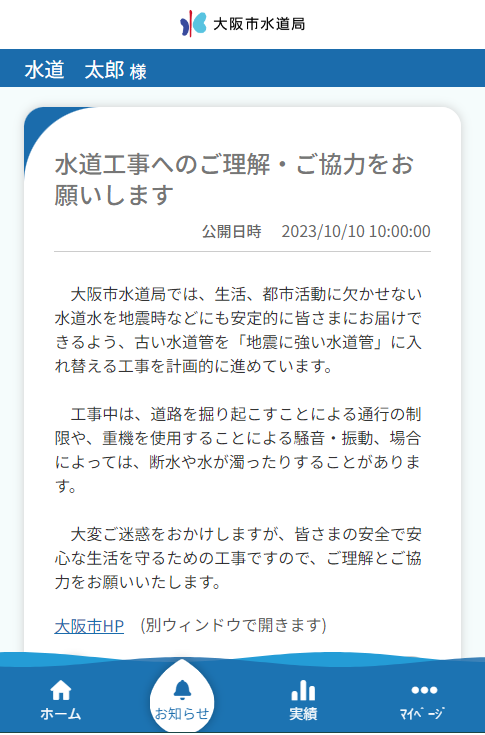 大阪市水道局
水道　太郎 様
水道工事へのご理解・ご協力をお
願いします
公開日時　2023/10/10 10:00:00
　大阪市水道局では、生活、都市活動に欠かせない
水道水を地震時などにも安定的に皆さまにお届けで
きるよう、古い水道管を「地震に強い水道管」に入
れ替える工事を計画的に進めています。
　工事中は、道路を掘り起こすことによる通行の制
限や、重機を使用することによる騒音・振動、場合
によっては、断水や水が濁ったりすることがありま
す。
　大変ご迷惑をおかけしますが、皆さまの安全で安
心な生活を守るための工事ですので、ご理解とご協
力をお願いいたします。
大阪市HP　(別ウィンドウで開きます)
ホーム　お知らせ　実績　ﾏｲﾍﾟｰｼﾞ